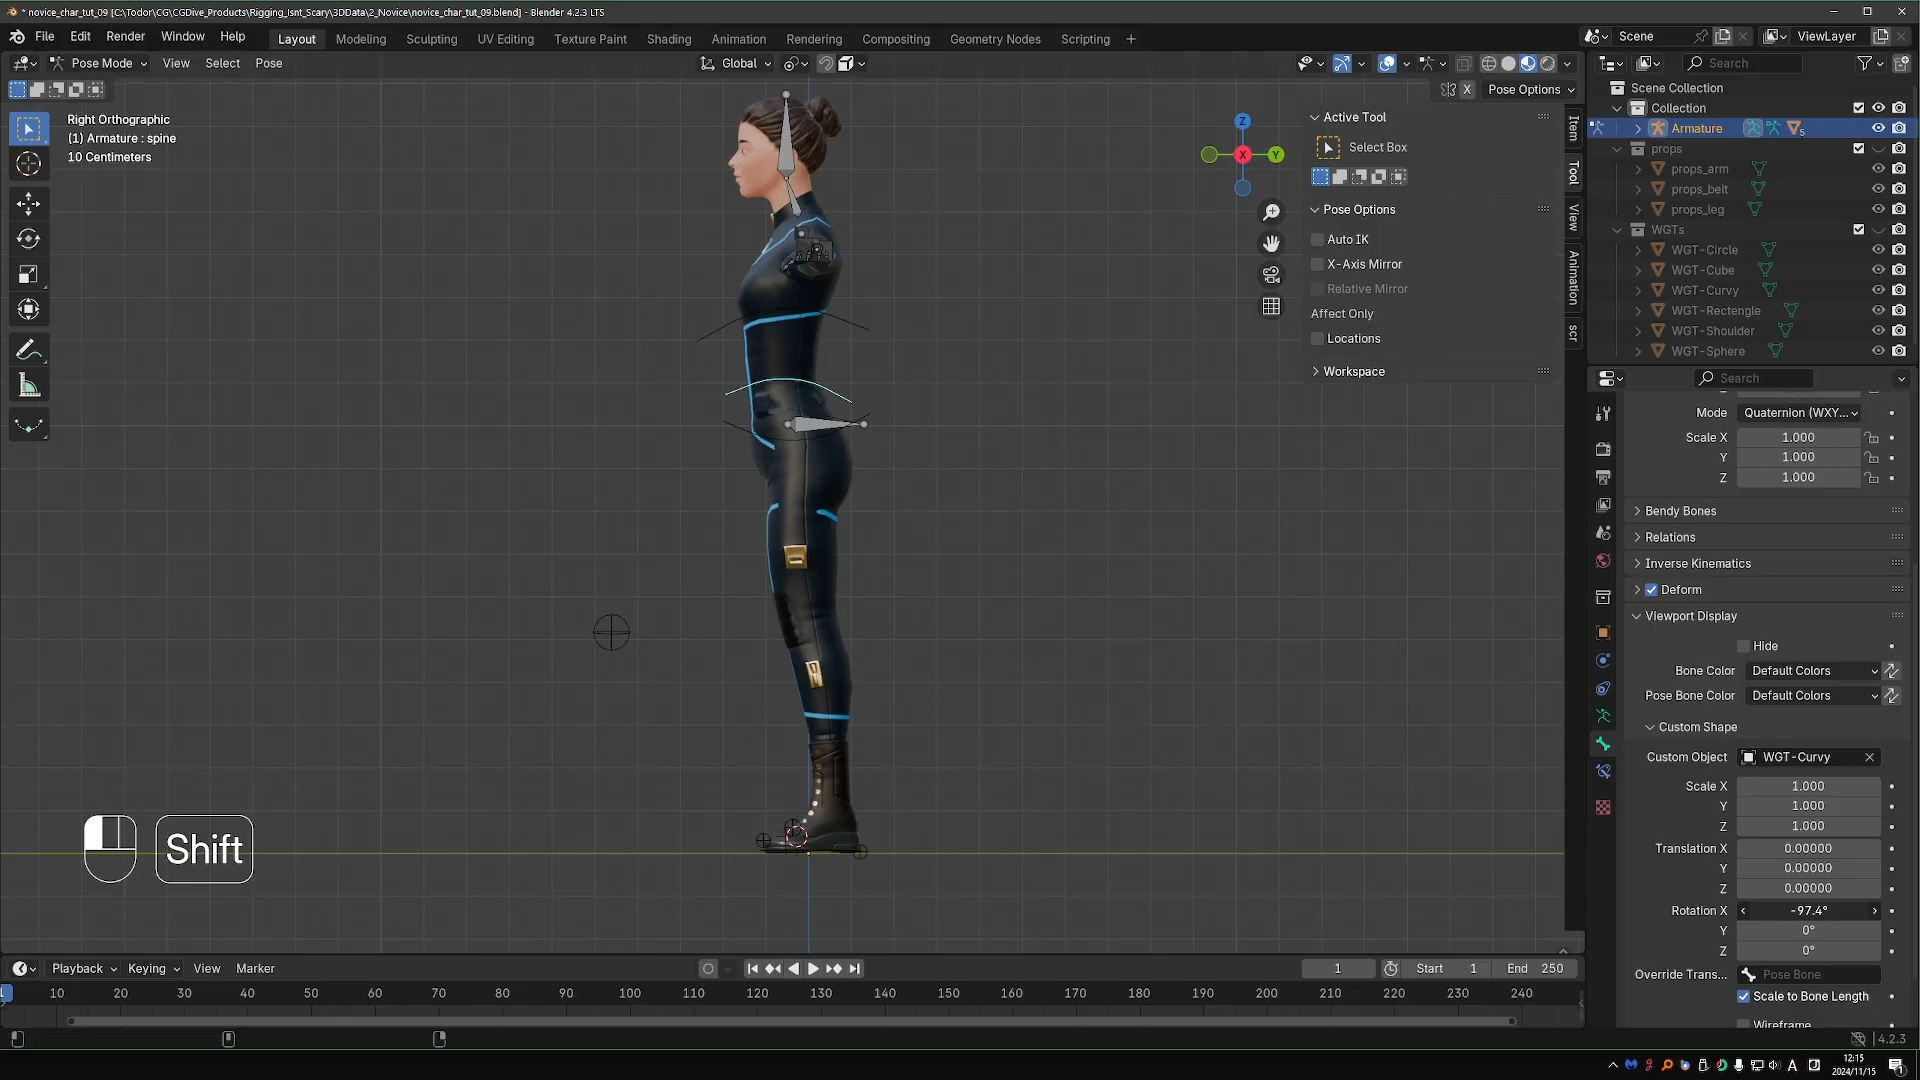 * novice_char_tut_09 [C:\Todor\CG\CGDive_Products\Rigging_Isnt_Scary\3DData\2_Novice\novice_char_tut_09.blend] - Blender 4.2.3 LTS
File Edit Render Window Help Layout Modeling Sculpting UV Editing Texture Paint Shading Animation Rendering Compositing Geometry Nodes Scripting + Scene ViewLayer
Pose Mode View Select Pose Global Search
X Pose Options
Right Orthographic
(1) Armature : spine
10 Centimeters
Z
X
Y
Active Tool
Select Box
Pose Options
Auto IK
X-Axis Mirror
Relative Mirror
Affect Only
Locations
Workspace
Item
Tool
View
Animation
scr
Scene Collection
Collection
Armature 5
props
props_arm
props_belt
props_leg
WGTs
WGT-Circle
WGT-Cube
WGT-Curvy
WGT-Rectangle
WGT-Shoulder
WGT-Sphere
Search
Mode Quaternion (WXY...
Scale X 1.000
Y 1.000
Z 1.000
Bendy Bones
Relations
Inverse Kinematics
Deform
Viewport Display
Hide
Bone Color Default Colors
Pose Bone Color Default Colors
Custom Shape
Custom Object WGT-Curvy
Scale X 1.000
Y 1.000
Z 1.000
Translation X 0.00000
Y 0.00000
Z 0.00000
Rotation X -97.4°
Y 0°
Z 0°
Override Trans... Pose Bone
Scale to Bone Length
Wireframe
Shift
Playback Keying View Marker 1 Start 1 End 250
1 10 20 30 40 50 60 70 80 90 100 110 120 130 140 150 160 170 180 190 200 210 220 230 240
4.2.3
A 12:15
2024/11/15